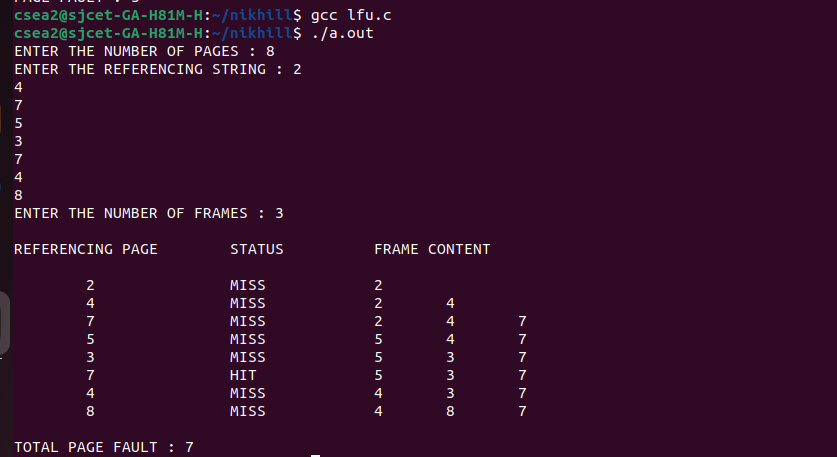 PAGE FAULT : 5
csea2@sjcet-GA-H81M-H:~/nikhill$ gcc lfu.c
csea2@sjcet-GA-H81M-H:~/nikhill$ ./a.out
ENTER THE NUMBER OF PAGES : 8
ENTER THE REFERENCING STRING : 2
4
7
5
3
7
4
8
ENTER THE NUMBER OF FRAMES : 3
REFERENCING PAGE STATUS FRAME CONTENT
2 MISS 2
4 MISS 2 4
7 MISS 2 4 7
5 MISS 5 4 7
3 MISS 5 3 7
7 HIT 5 3 7
4 MISS 4 3 7
8 MISS 4 8 7
TOTAL PAGE FAULT : 7